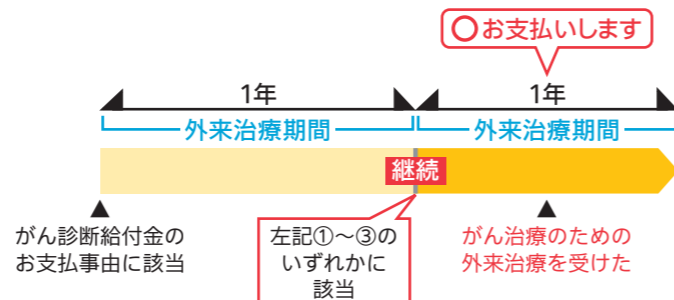 ○お支払いします
1年
1年
外来治療期間
外来治療期間
継続
がん診断給付金の
お支払事由に該当
左記①～③の
いずれかに
該当
がん治療のための
外来治療を受けた